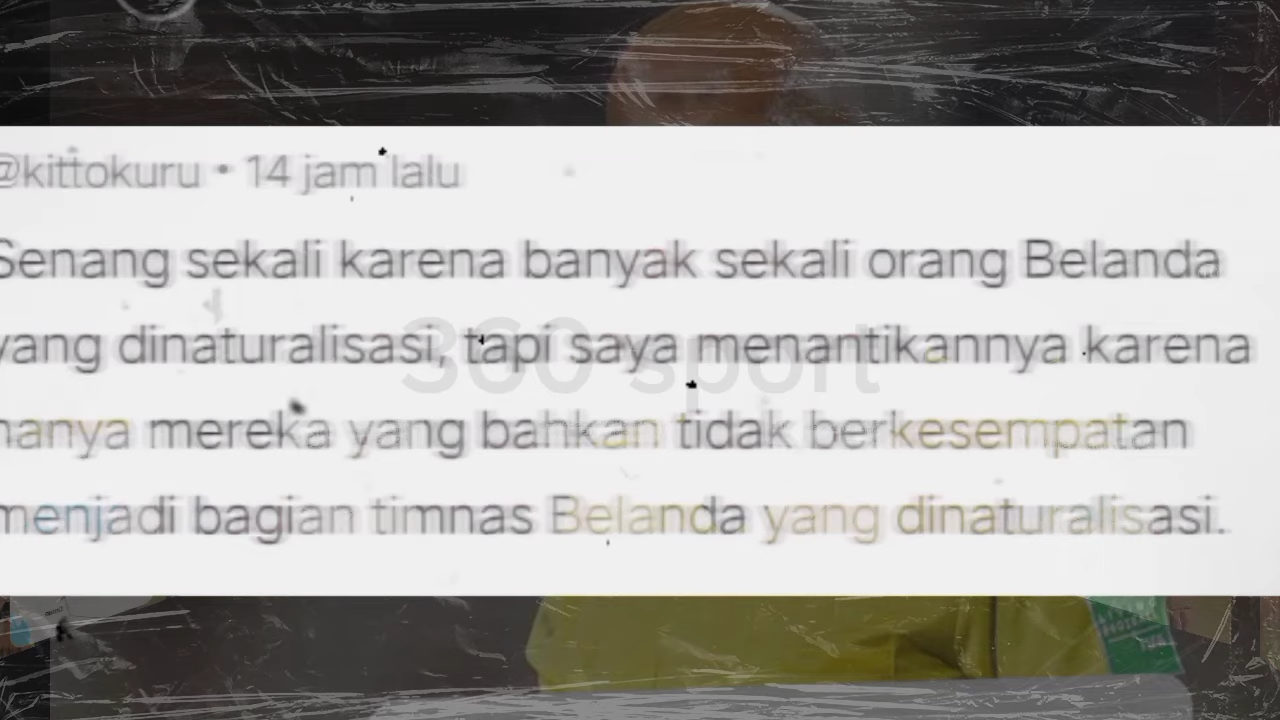 @kittokuru • 14 jam lalu
Senang sekali karena banyak sekali orang Belanda
yang dinaturalisasi, tapi saya menantikannya karena
hanya mereka yang bahkan tidak berkesempatan
menjadi bagian timnas Belanda yang dinaturalisasi.
360 sport